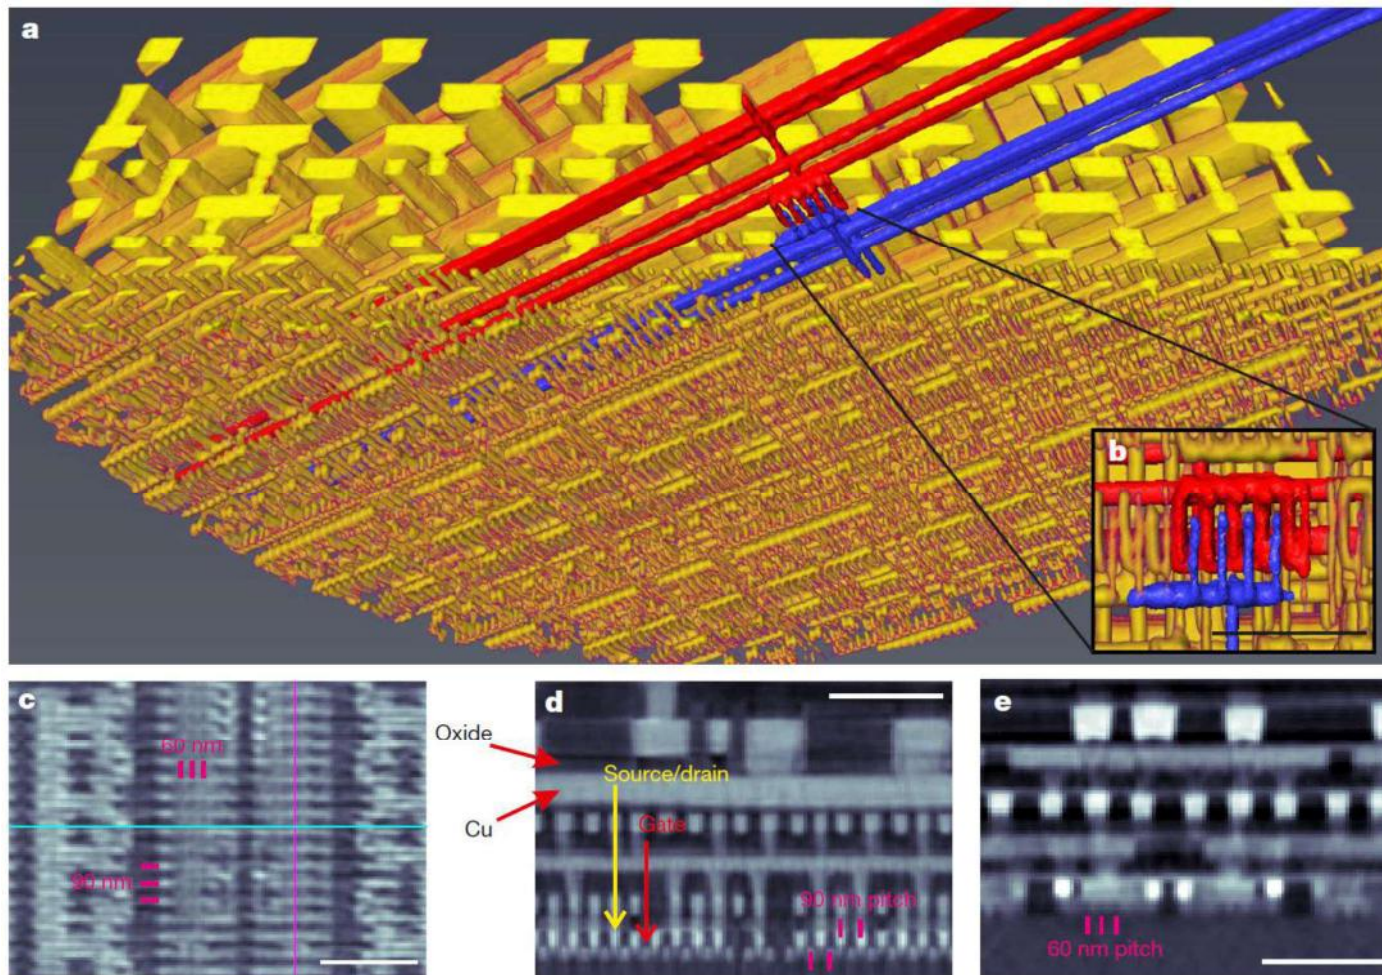 a
b
c
60 nm
90 nm
Oxide
Cu
d
Source/drain
Gate
90 nm pitch
e
60 nm pitch